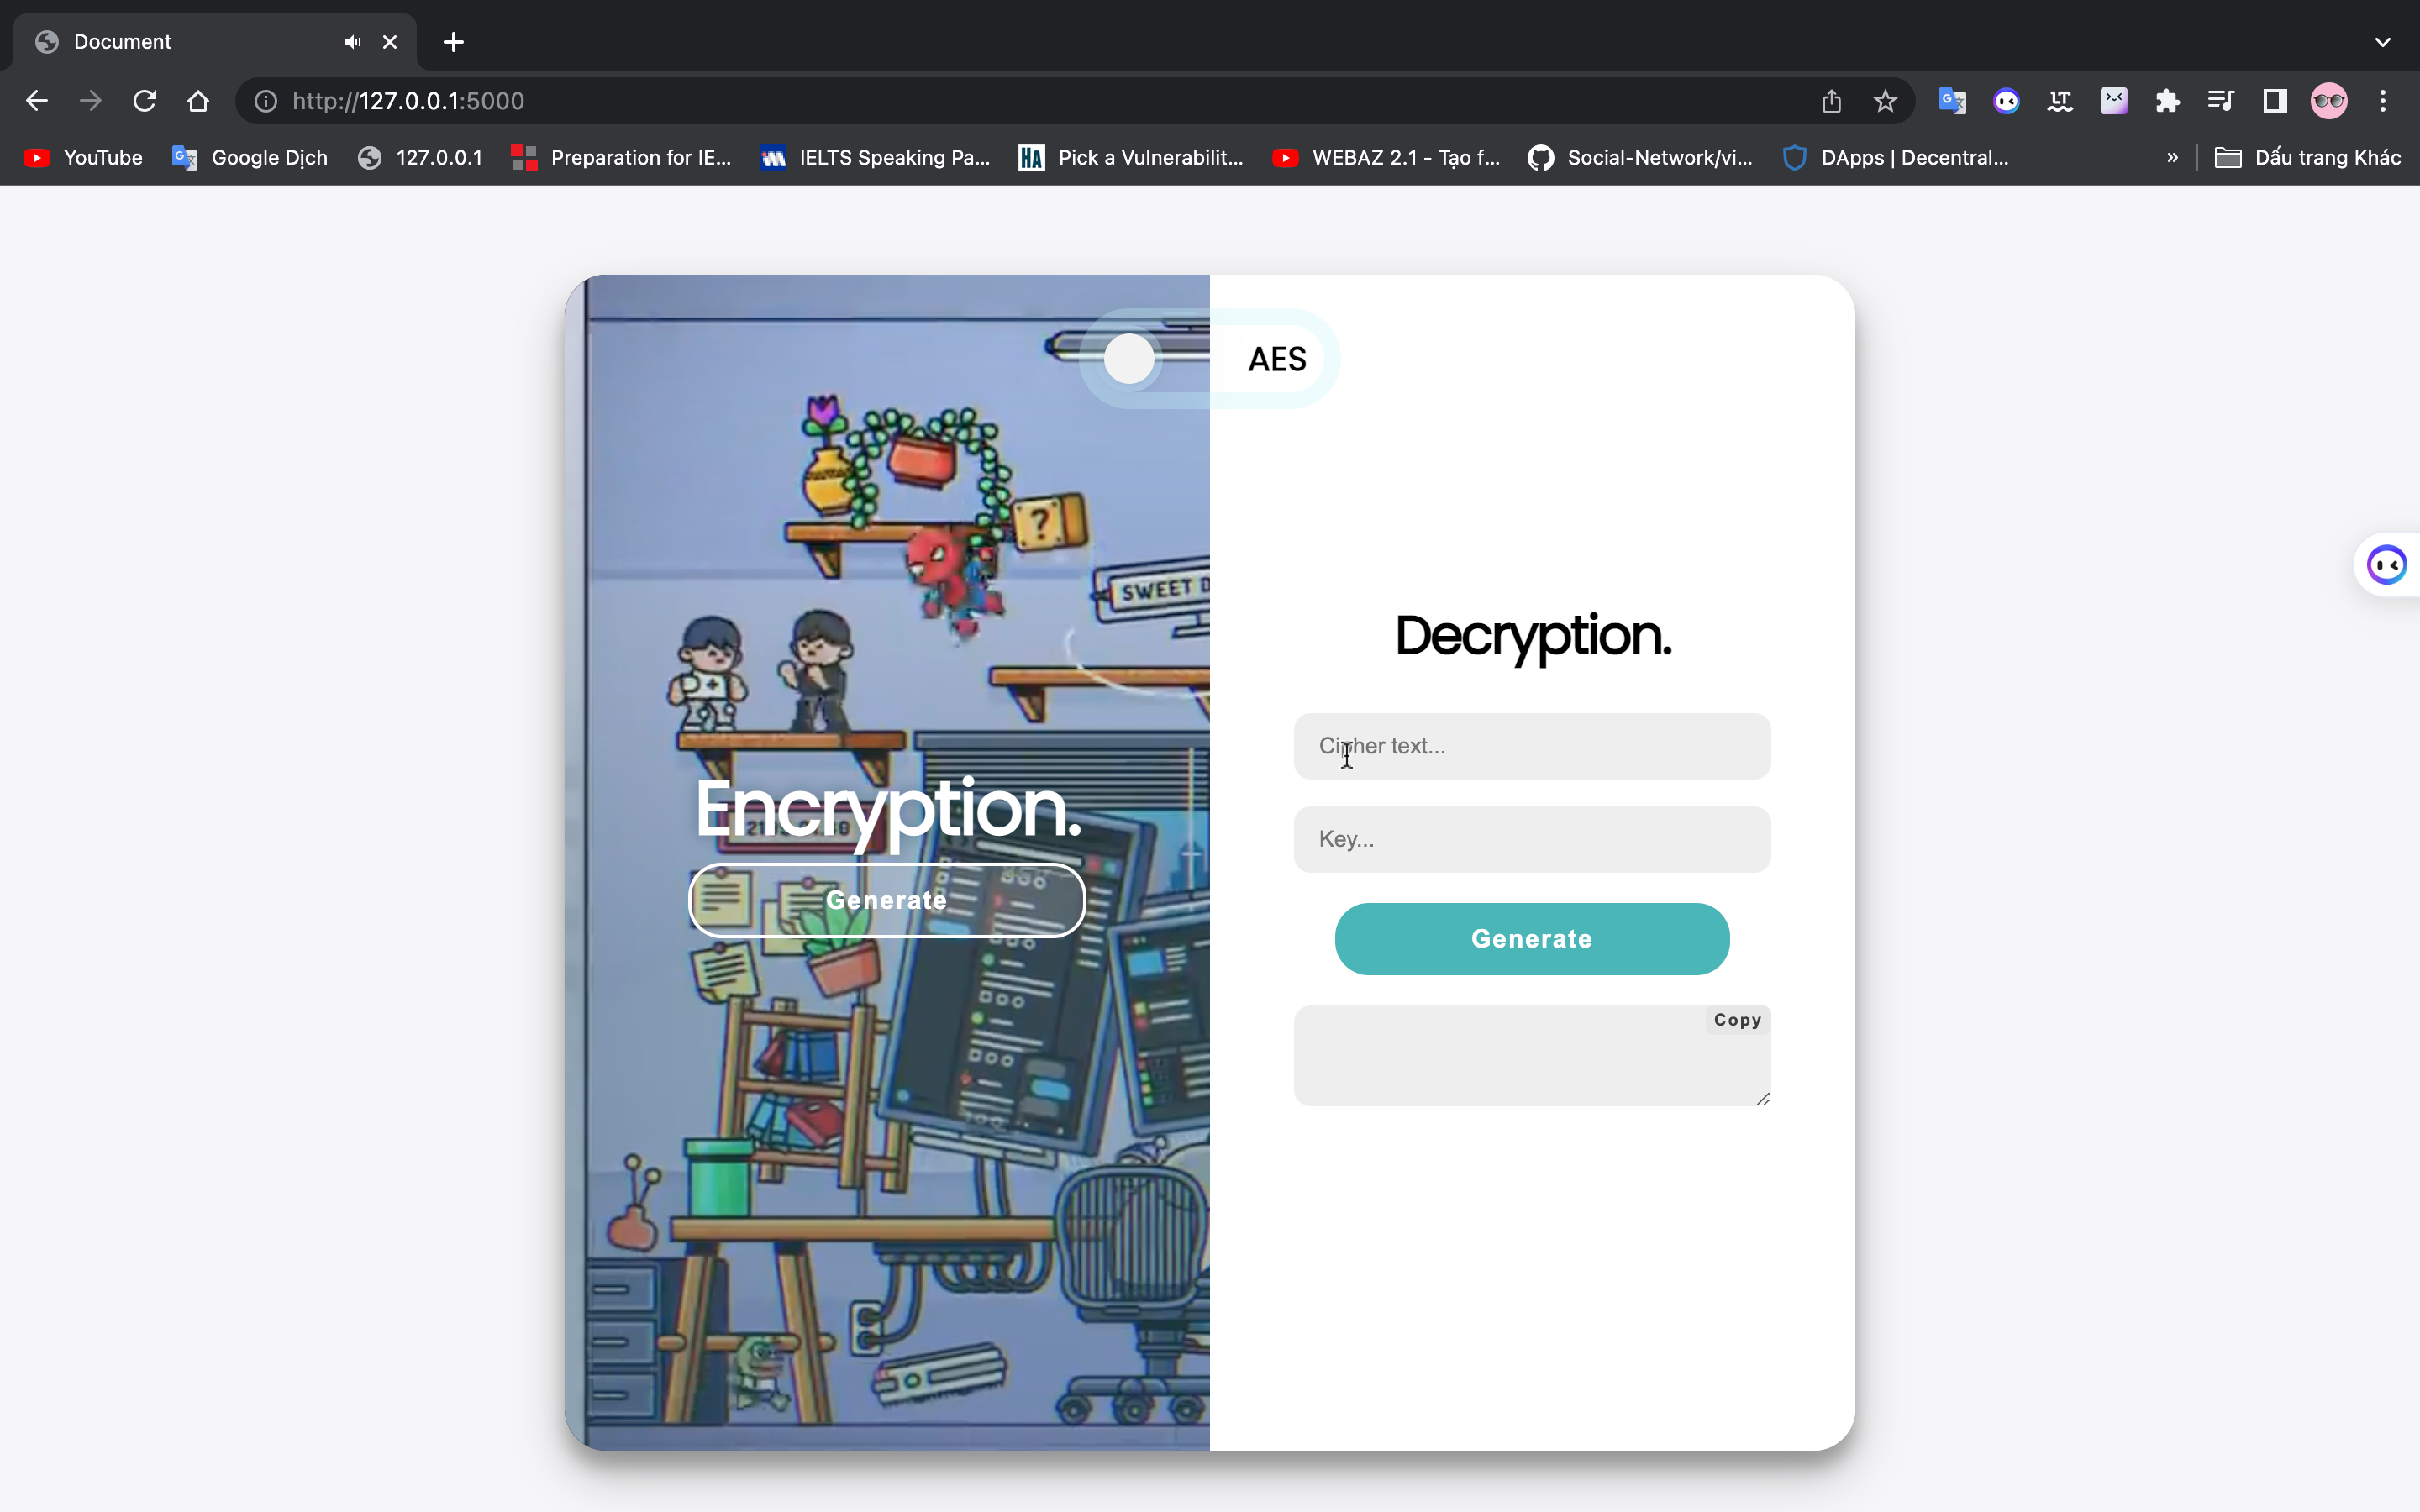 Document
http://127.0.0.1:5000
YouTube
Google Dịch
127.0.0.1
Preparation for IE...
IELTS Speaking Pa...
Pick a Vulnerabilit...
WEBAZ 2.1 - Tạo f...
Social-Network/vi...
DApps | Decentral...
»
Dấu trang Khác
AES
?
SWEET
Encryption.
Generate
Decryption.
Cipher text...
Key...
Generate
Copy